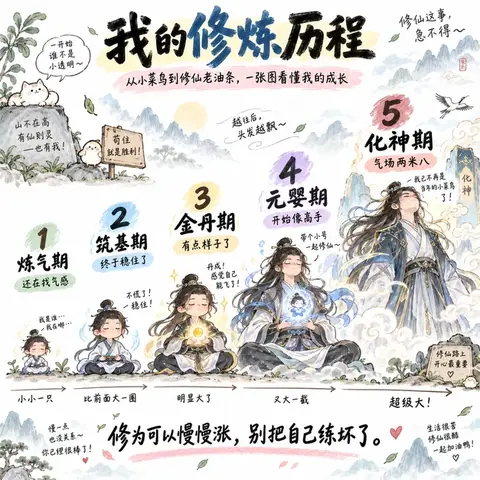 我的修炼历程
从小菜鸟到修仙老油条，一张图看懂我的成长
一开始
谁不是
小透明~
修仙这事，
急不得~
山不在高
有仙则灵
—也有我！
苟住
就是胜利！
越往后，
头发越飘~
1
炼气期
还在找气感
我是谁…
我在哪…
2
筑基期
终于稳住了
不慌了！
稳住！
3
金丹期
有点样子了
丹成！
感觉自己
能飞了！
4
元婴期
开始像高手
带个小号
一起修仙~
5
化神期
气场两米八
我已不再是
当年的小菜鸟
了！
化神
修仙路上
开心最重要
小小一只
比前面大一圈
明显大了
又大一截
超级大！
慢一点
也没关系~
你已经很棒了！
修为可以慢慢涨，别把自己练坏了。
生活很苦
修仙很酷
一起加油鸭！